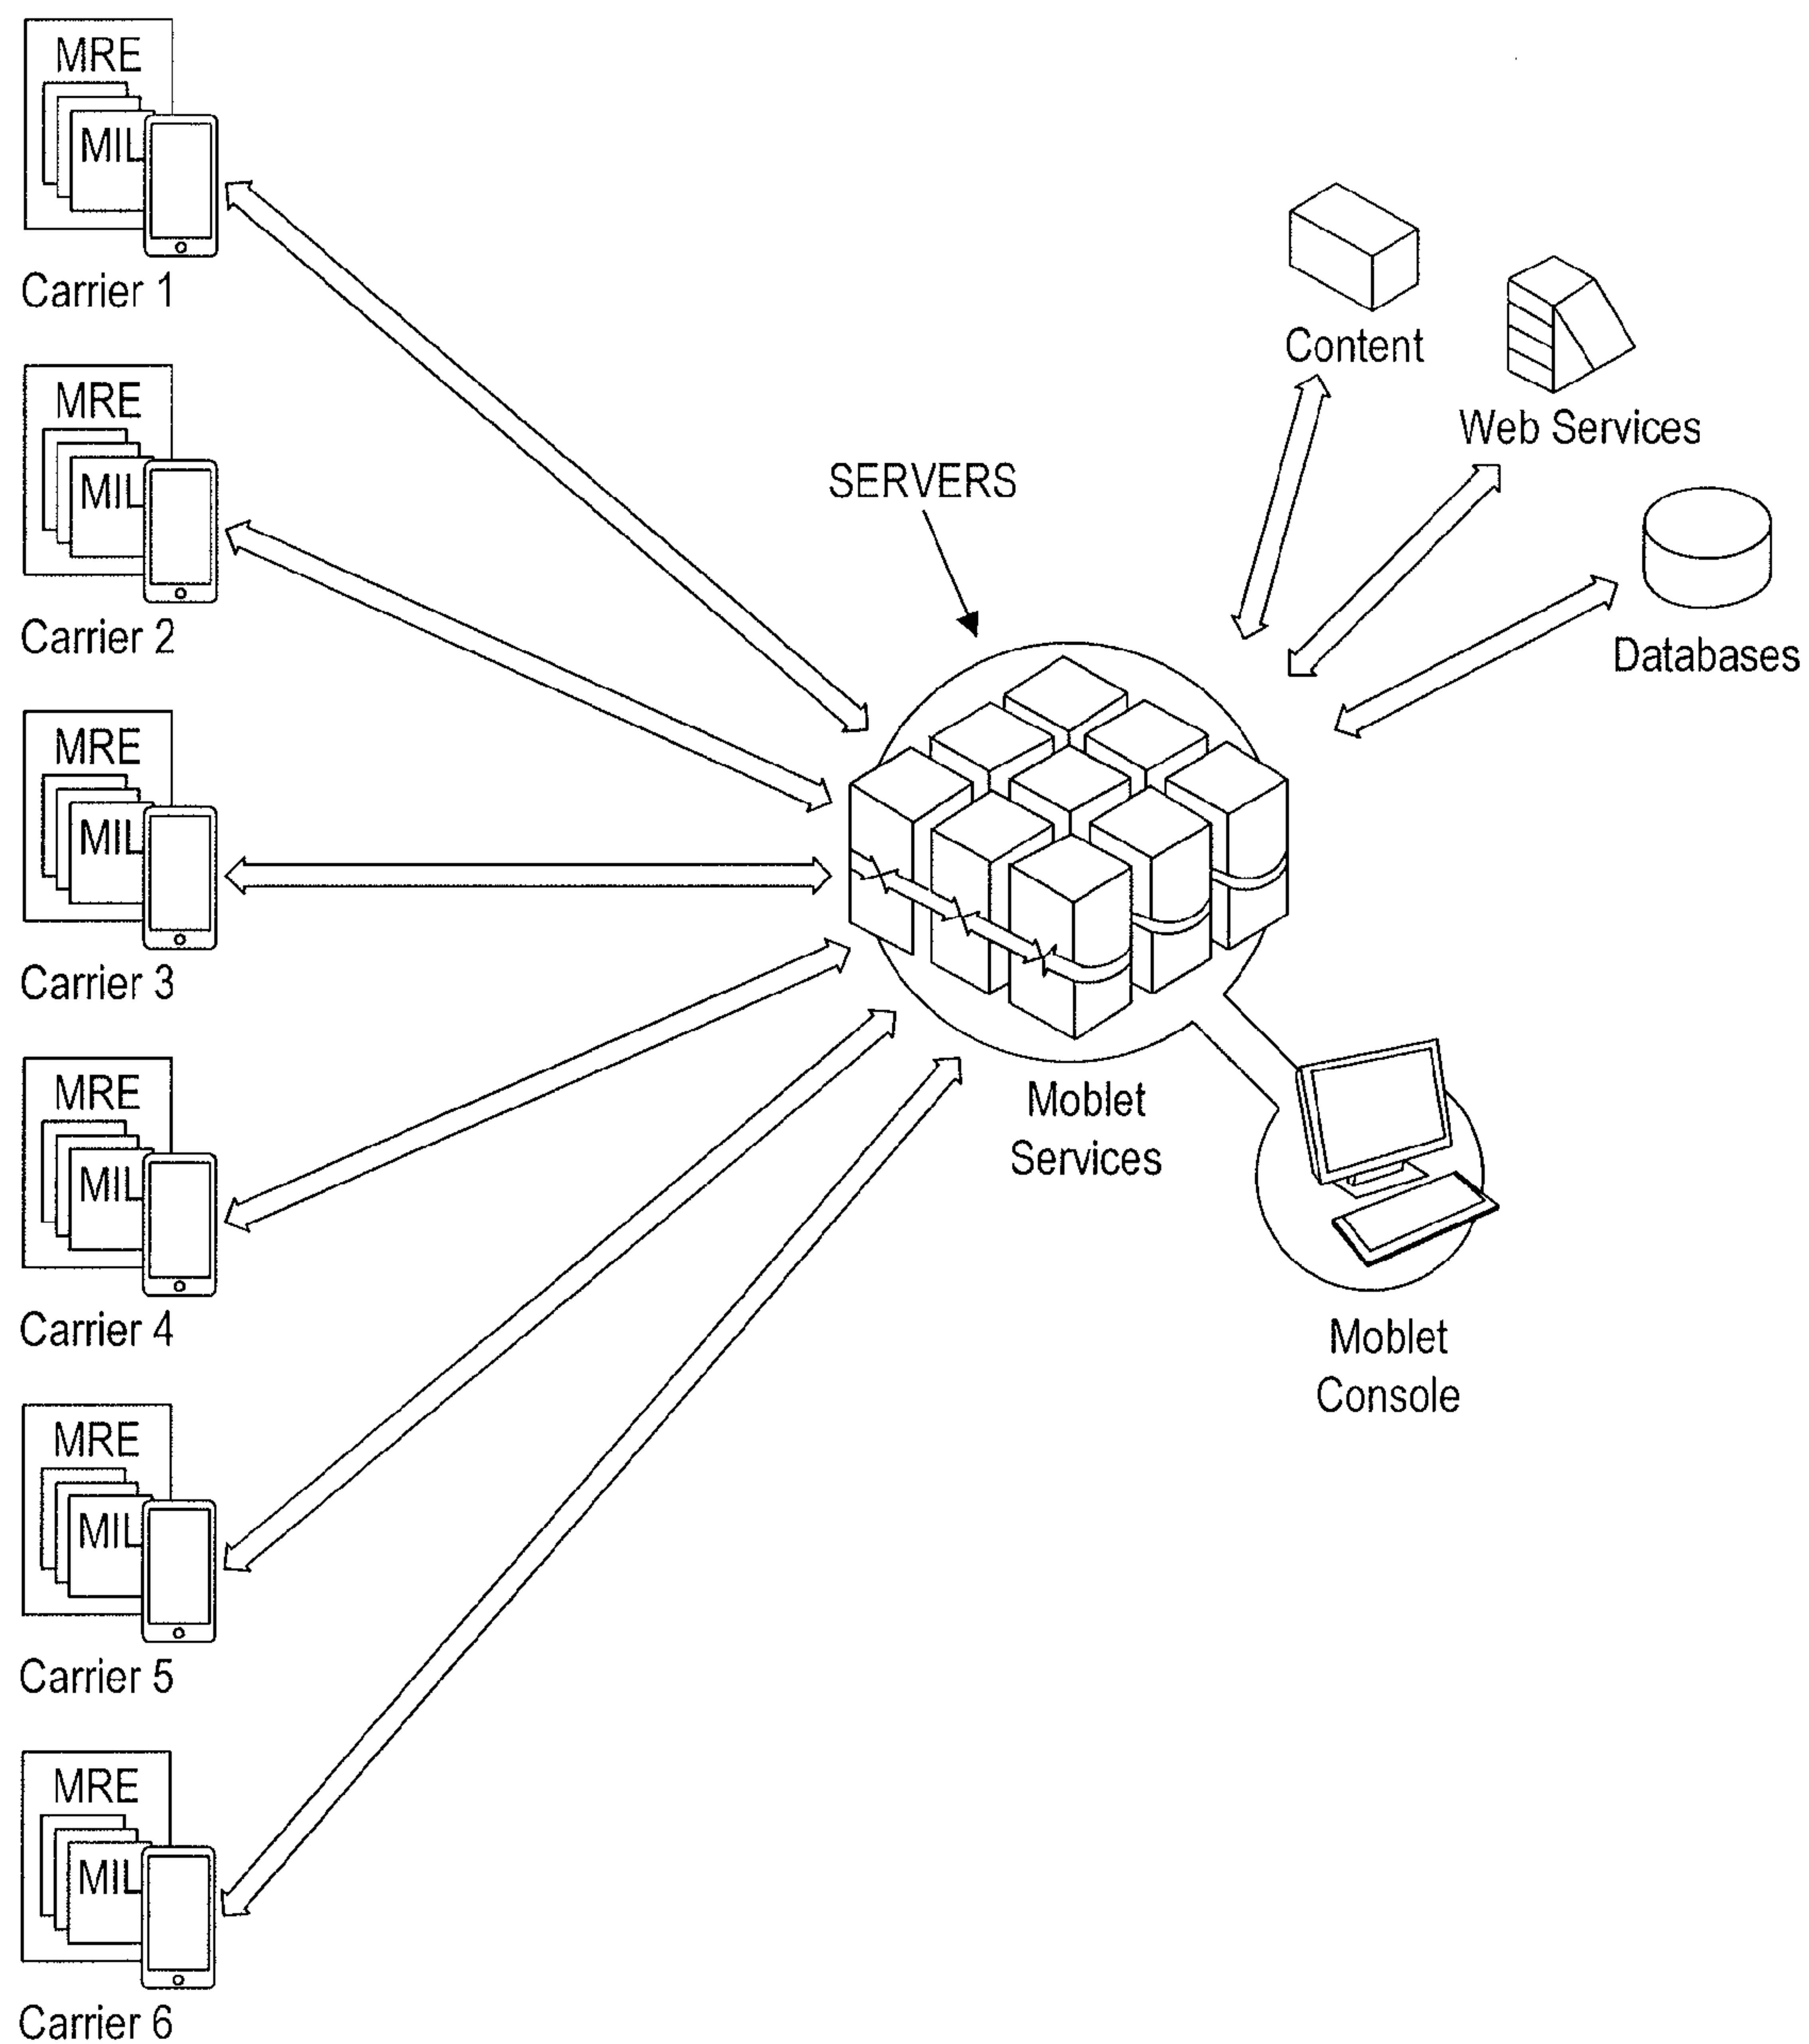 MRE
MIL
Carrier 1
MRE
MIL
Carrier 2
MRE
MIL
Carrier 3
MRE
MIL
Carrier 4
MRE
MIL
Carrier 5
MRE
MIL
Carrier 6
SERVERS
Content
Web Services
Databases
Moblet
Services
Moblet
Console